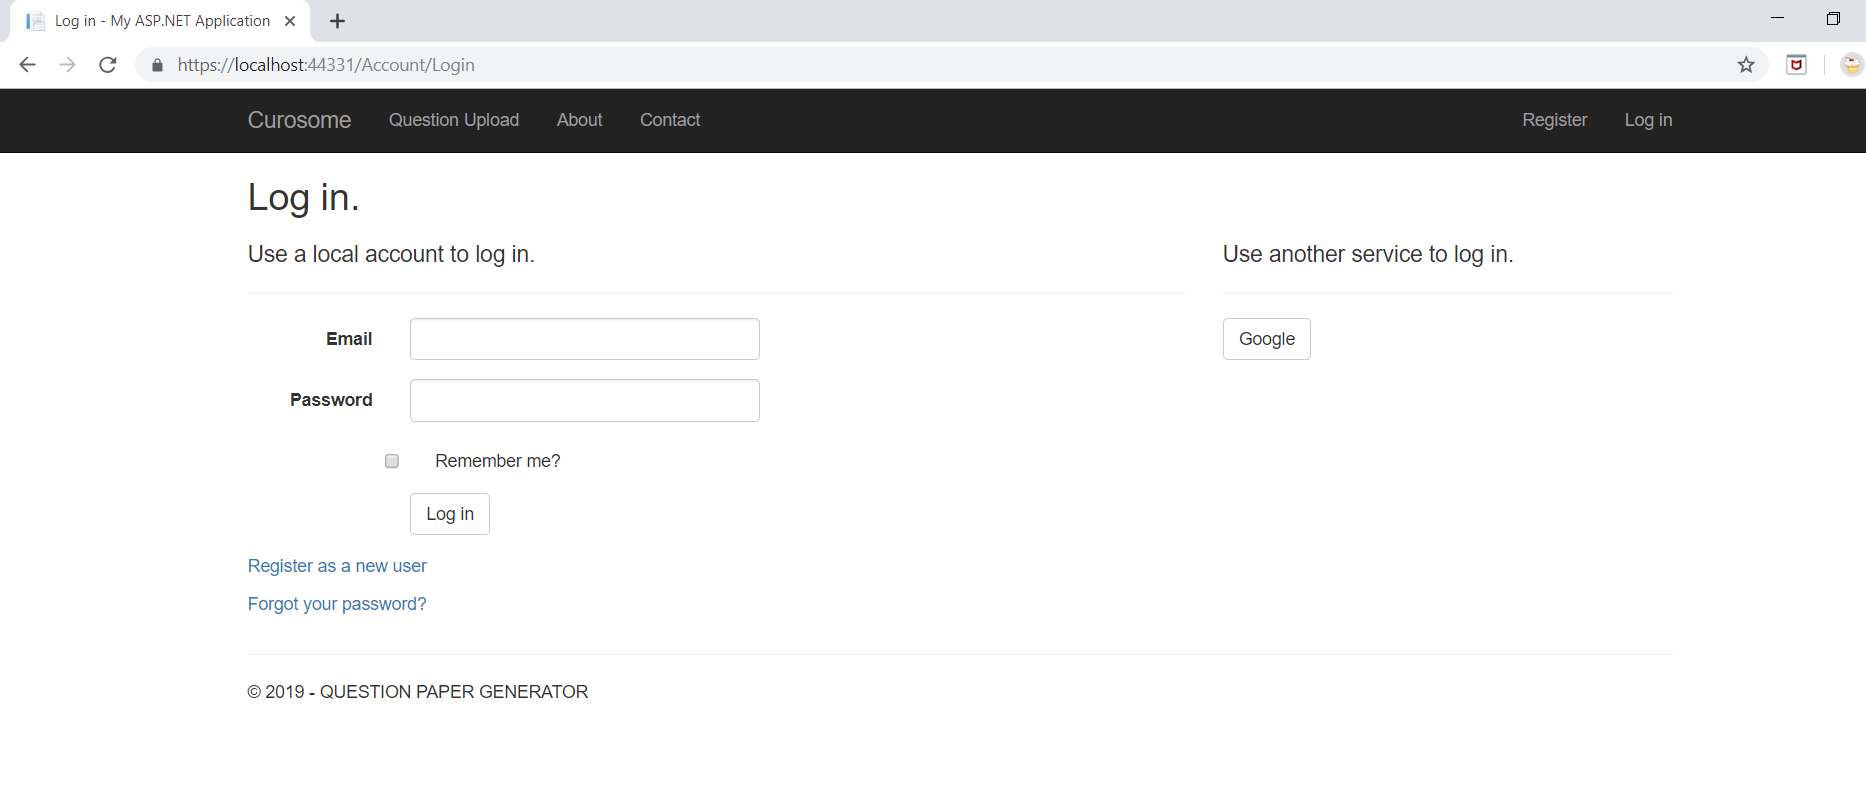 Log in - My ASP.NET Application
https://localhost:44331/Account/Login
Curosome Question Upload About Contact Register Log in
Log in.
Use a local account to log in.
Use another service to log in.
Email
Google
Password
Remember me?
Log in
Register as a new user
Forgot your password?
© 2019 - QUESTION PAPER GENERATOR